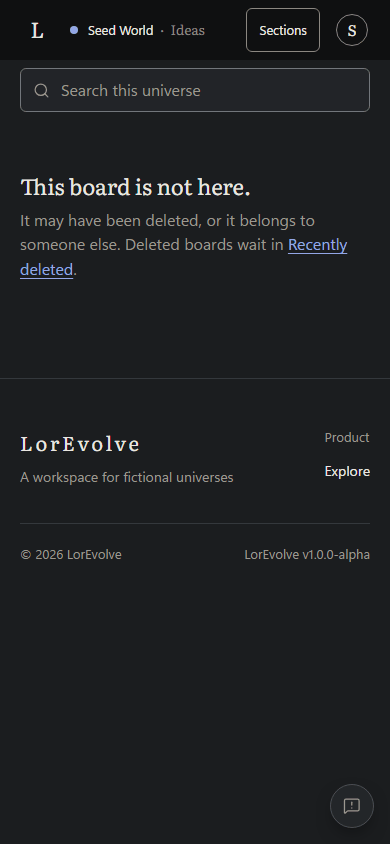 L
Seed World · Ideas
Sections
S
Search this universe
This board is not here.
It may have been deleted, or it belongs to
someone else. Deleted boards wait in Recently
deleted.
LorEvolve
A workspace for fictional universes
Product
Explore
© 2026 LorEvolve
LorEvolve v1.0.0-alpha